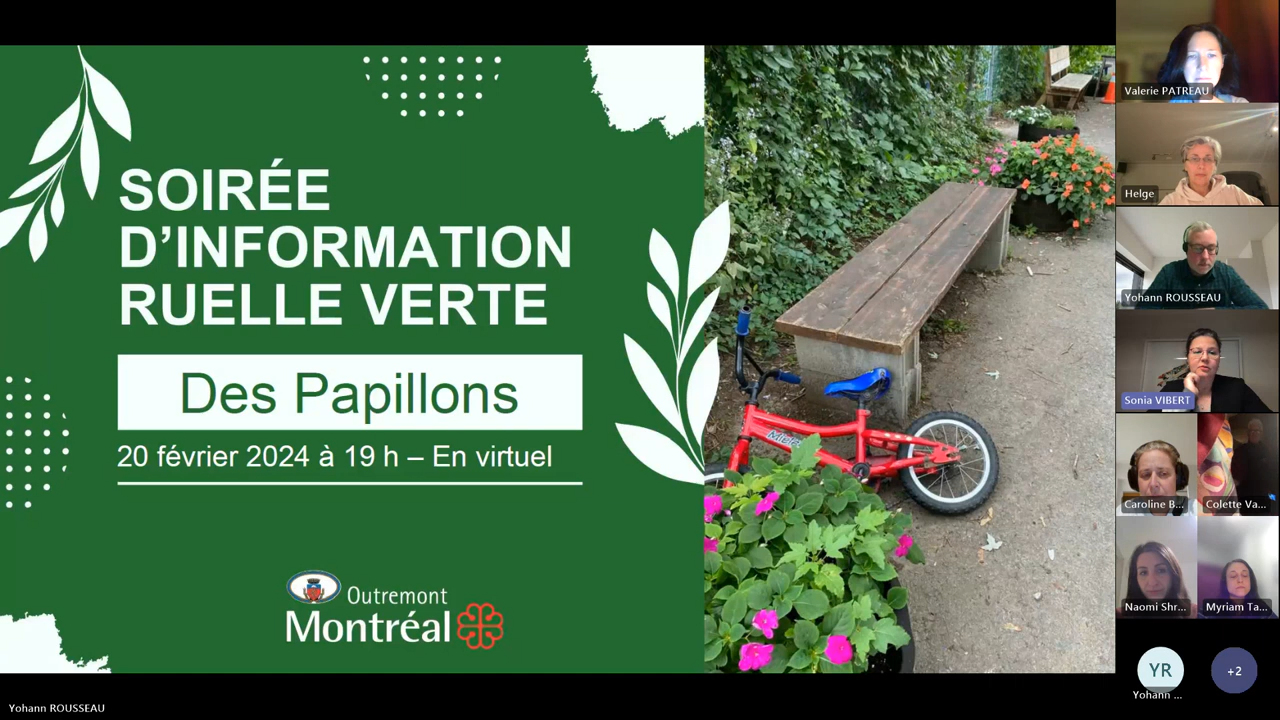 SOIRÉE
D’INFORMATION
RUELLE VERTE
Des Papillons
20 février 2024 à 19 h – En virtuel
Outremont
Montréal
Valerie PATREAU
Helge
Yohann ROUSSEAU
Sonia VIBERT
Caroline B...
Colette Va...
Naomi Shr...
Myriam Ta...
YR
Yohann ...
+2
Yohann ROUSSEAU